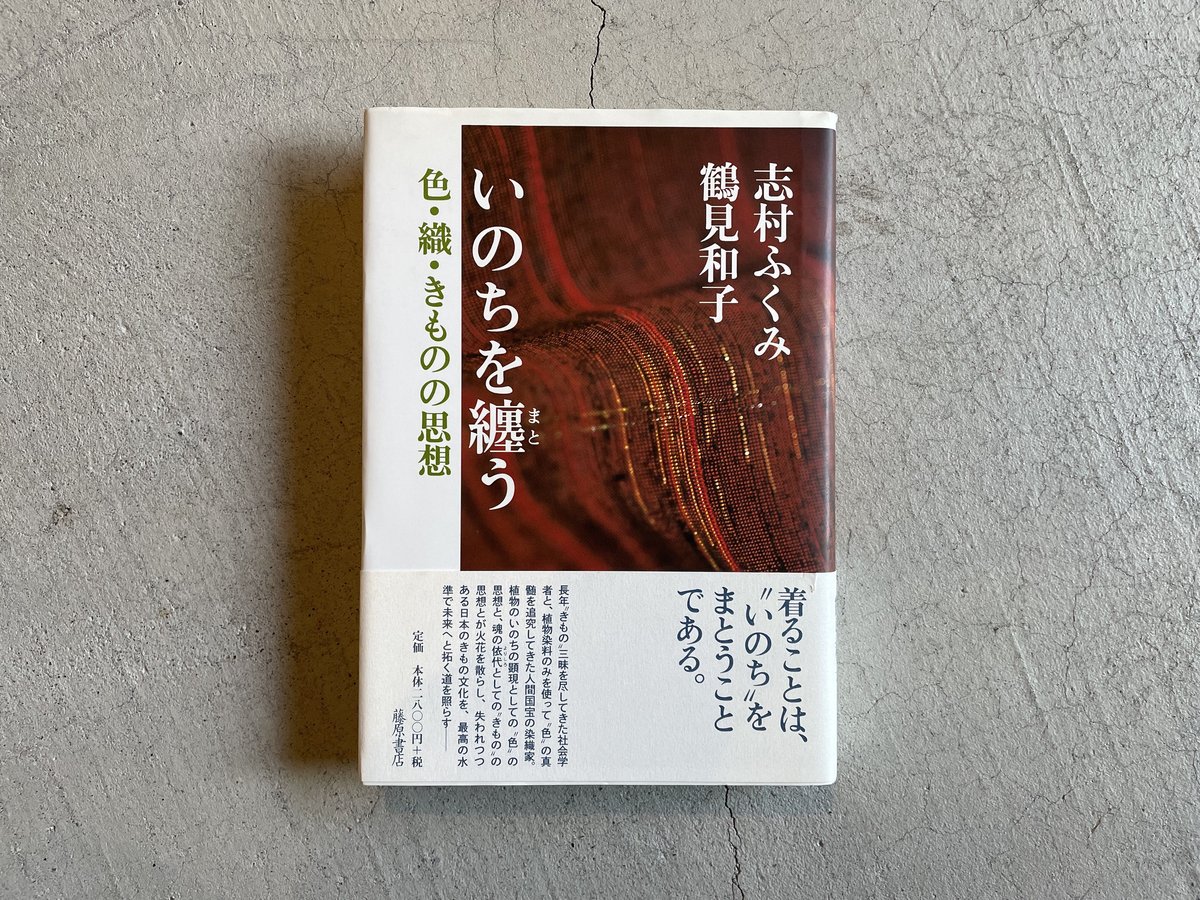 志村ふくみ
鶴見和子
いのちを纏う
まと
色・織・きものの思想
着ることは、
〝いのち〟を
まとうこと
である。
長年〝きもの〟三昧を尽してきた社会学
者と、植物染料のみを使って〝色〟の真
髄を追究してきた人間国宝の染織家。
植物のいのちの顕現としての〝色〟の
思想と、魂の依代としての〝きもの〟の
よりしろ
思想とが火花を散らし、失われつつ
ある日本のきもの文化を、最高の水
準で未来へと拓く道を照らす――
定価 本体二八〇〇円+税
藤原書店